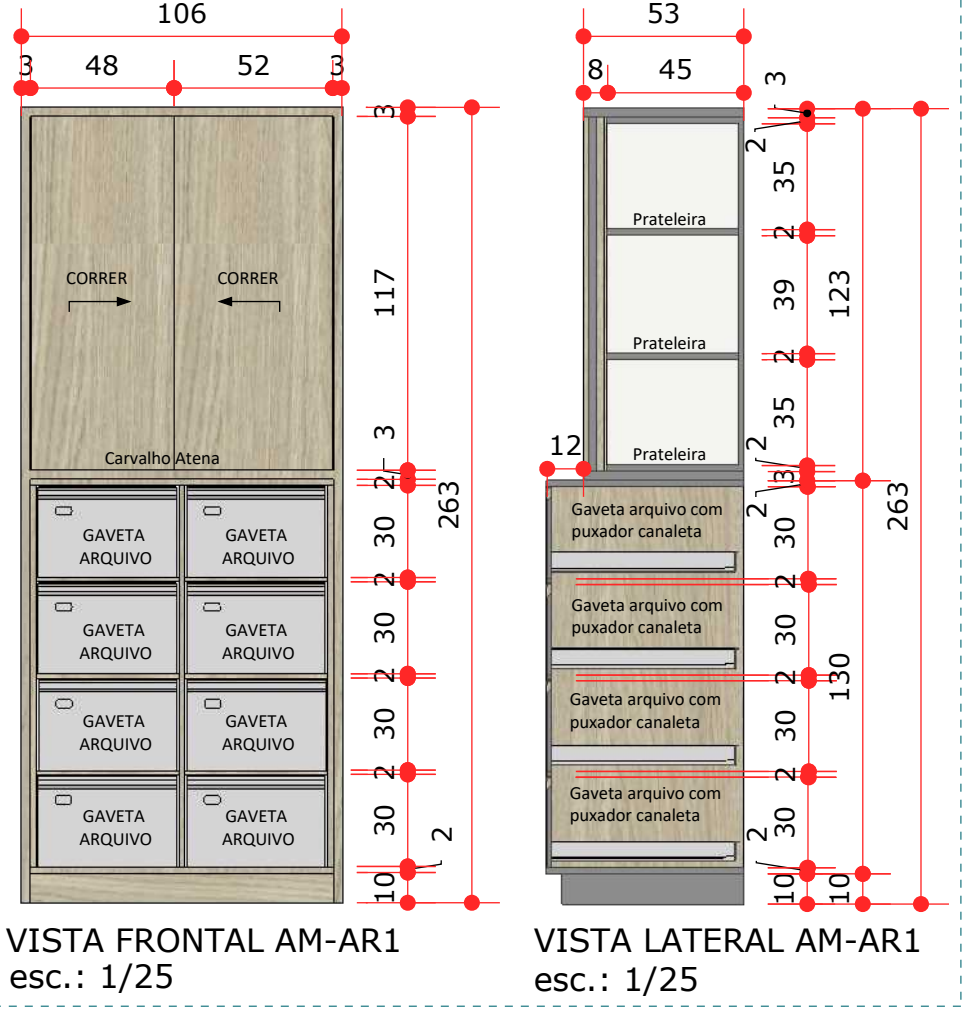 106
53
3
48
52
3
8
45
3
3
2
35
Prateleira
2
CORRER
CORRER
117
39
123
Prateleira
2
35
3
12
2
Carvalho Atena
Prateleira
3
2
263
2
263
30
GAVETA
ARQUIVO
GAVETA
ARQUIVO
Gaveta arquivo com
puxador canaleta
30
2
2
30
GAVETA
ARQUIVO
GAVETA
ARQUIVO
Gaveta arquivo com
puxador canaleta
30
2
2
130
30
GAVETA
ARQUIVO
GAVETA
ARQUIVO
Gaveta arquivo com
puxador canaleta
30
2
2
30
GAVETA
ARQUIVO
GAVETA
ARQUIVO
Gaveta arquivo com
puxador canaleta
30
2
2
10
10
10
VISTA FRONTAL AM-AR1
esc.: 1/25
VISTA LATERAL AM-AR1
esc.: 1/25